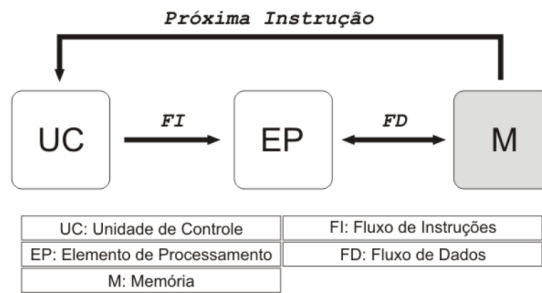 Próxima Instrução
UC FI EP FD M
UC: Unidade de Controle FI: Fluxo de Instruções
EP: Elemento de Processamento FD: Fluxo de Dados
M: Memória